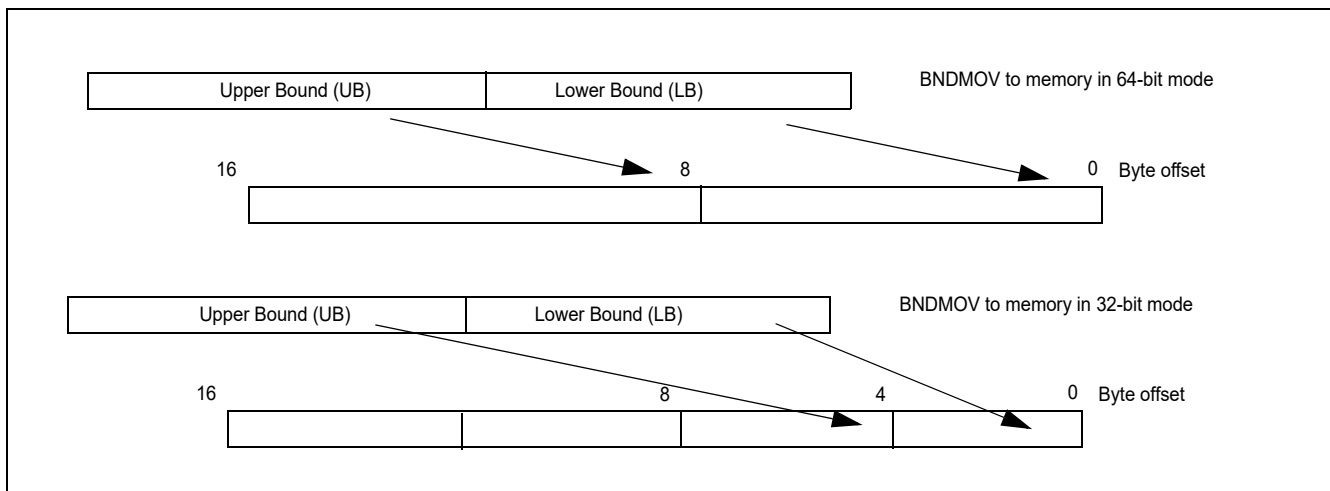 Upper Bound (UB) Lower Bound (LB) BNDMOV to memory in 64-bit mode
16 8 0 Byte offset
Upper Bound (UB) Lower Bound (LB) BNDMOV to memory in 32-bit mode
16 8 4 0 Byte offset